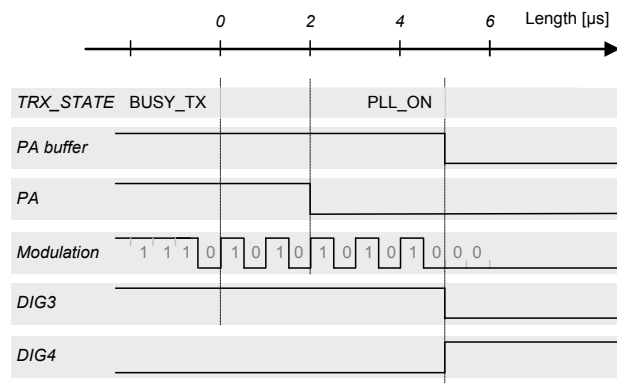 0 2 4 6 Length [µs]
TRX_STATE BUSY_TX PLL_ON
PA buffer
PA
Modulation 1 1 1 0 1 0 1 0 1 0 1 0 1 0 0 0
DIG3
DIG4